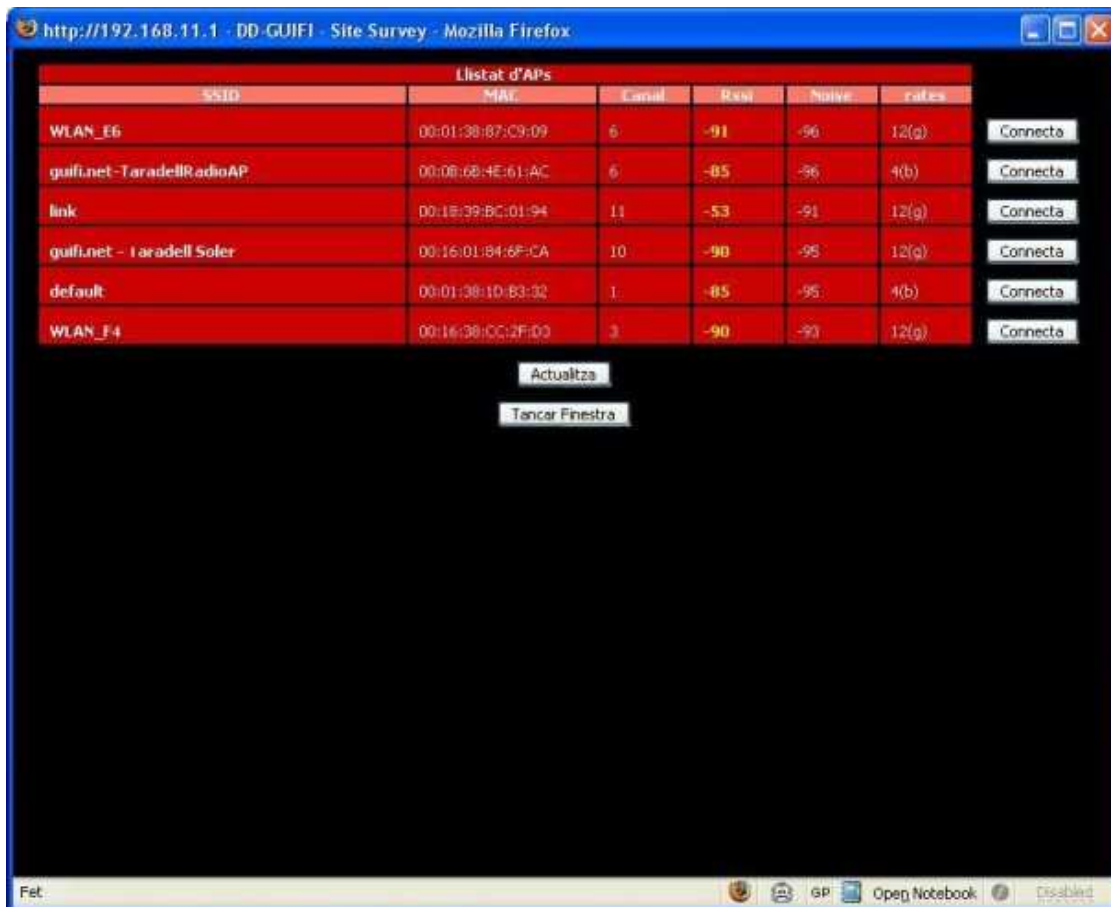 http://192.168.11.1 - DD-GUIFI - Site Survey - Mozilla Firefox
Llistat d'APs
SSID MAC Canal Rssi Noise rates
WLAN_E6 00:01:38:87:C9:09 6 -91 -96 12(g) Connecta
guifi.net-TaradellRadioAP 00:0B:6B:4E:61:AC 6 -85 -96 4(b) Connecta
link 00:18:39:BC:01:94 11 -53 -91 12(g) Connecta
guifi.net - Taradell Soler 00:16:01:84:6F:CA 10 -90 -95 12(g) Connecta
default 00:01:38:1D:B3:32 1 -85 -95 4(b) Connecta
WLAN_F4 00:16:38:CC:2F:D3 3 -90 -93 12(g) Connecta
Actualitza
Tancar Finestra
Fet GP Open Notebook Disabled